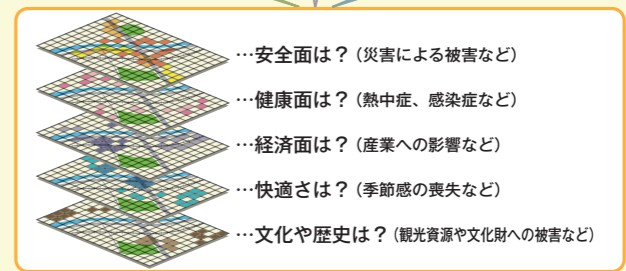 …安全面は？（災害による被害など）
…健康面は？（熱中症、感染症など）
…経済面は？（産業への影響など）
…快適さは？（季節感の喪失など）
…文化や歴史は？（観光資源や文化財への被害など）